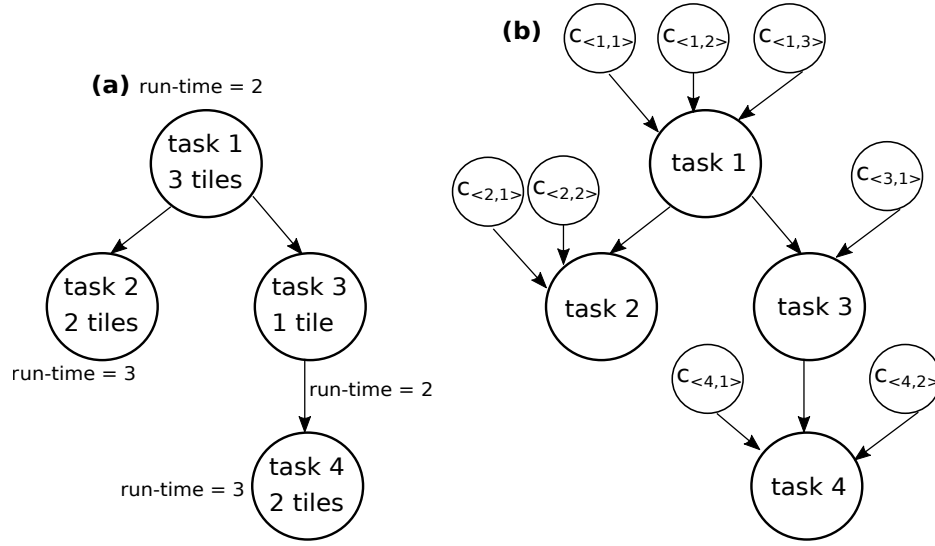 (a) run-time = 2
task 1
3 tiles
task 2
2 tiles
run-time = 3
task 3
1 tile
run-time = 2
task 4
2 tiles
run-time = 3
(b)
c<1,1>
c<1,2>
c<1,3>
task 1
c<2,1>
c<2,2>
c<3,1>
task 2
task 3
c<4,1>
c<4,2>
task 4